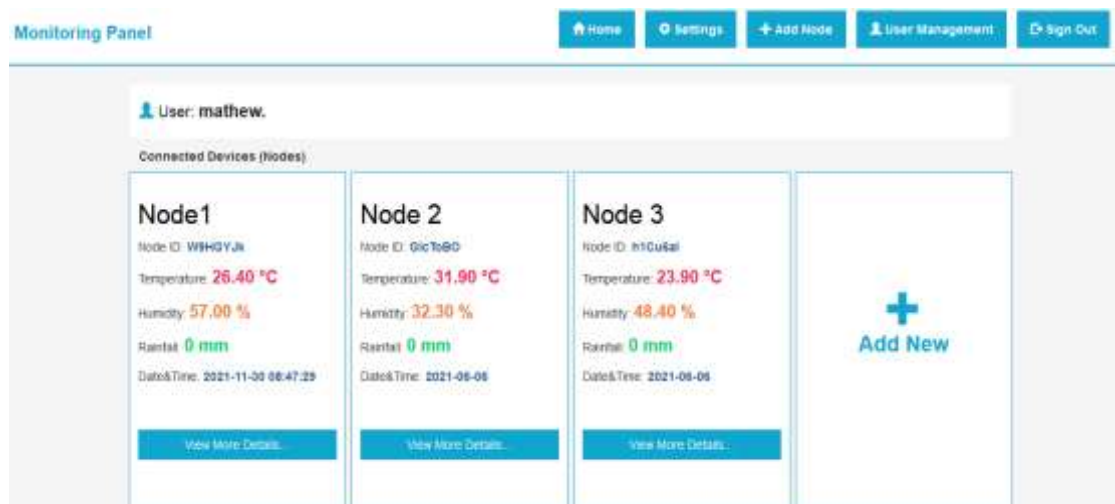 Monitoring Panel
Home
Settings
Add Node
User Management
Sign Out
User: mathew.
Connected Devices (Nodes)
Node1
Node ID:
Temperature: 26.40 °C
Humidity: 57.00 %
Rainfall: 0 mm
Date&Time: 2021-11-30 08:47:29
View More Details..
Node 2
Node ID:
Temperature: 31.90 °C
Humidity: 32.30 %
Rainfall: 0 mm
Date&Time: 2021-06-06
View More Details..
Node 3
Node ID:
Temperature: 23.90 °C
Humidity: 48.40 %
Rainfall: 0 mm
Date&Time: 2021-06-06
View More Details..
Add New